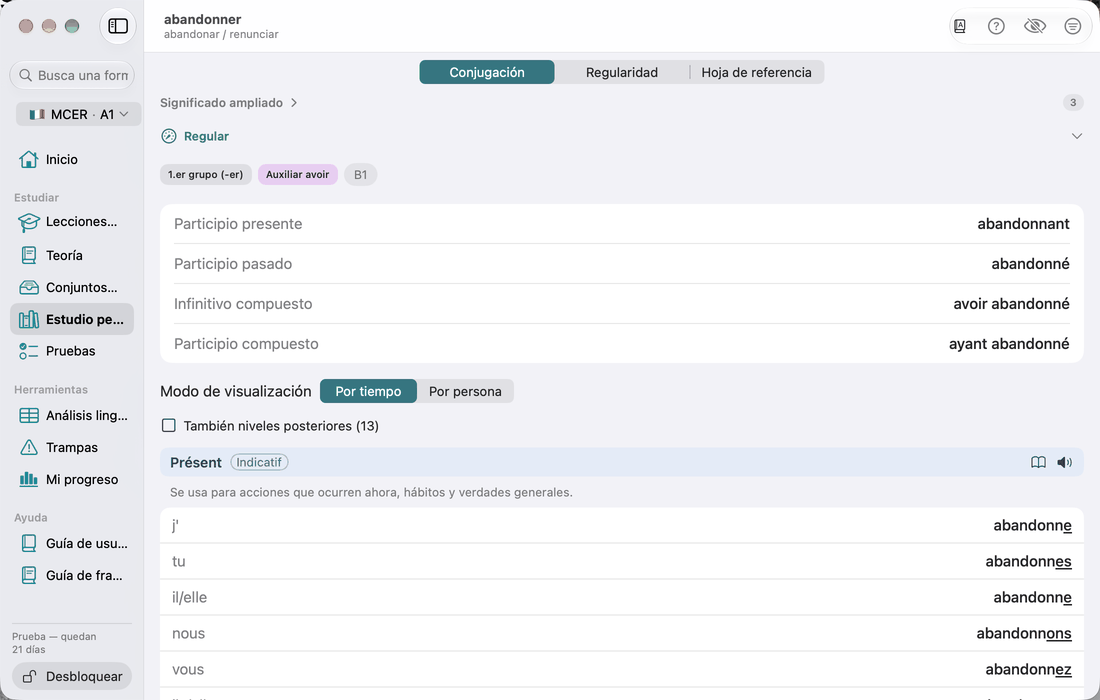 abandonner
abandonar / renunciar
Busca una forn
MCER · A1
Inicio
Estudiar
Lecciones...
Teoría
Conjuntos...
Estudio pe...
Pruebas
Herramientas
Análisis ling...
Trampas
Mi progreso
Ayuda
Guía de usu...
Guía de fra...
Prueba — quedan
21 días
Desbloquear
Conjugación
Regularidad
Hoja de referencia
Significado ampliado
3
Regular
1.er grupo (-er)
Auxiliar avoir
B1
Participio presente abandonnant
Participio pasado abandonné
Infinitivo compuesto avoir abandonné
Participio compuesto ayant abandonné
Modo de visualización Por tiempo Por persona
También niveles posteriores (13)
Présent Indicatif
Se usa para acciones que ocurren ahora, hábitos y verdades generales.
j' abandonne
tu abandonnes
il/elle abandonne
nous abandonnons
vous abandonnez